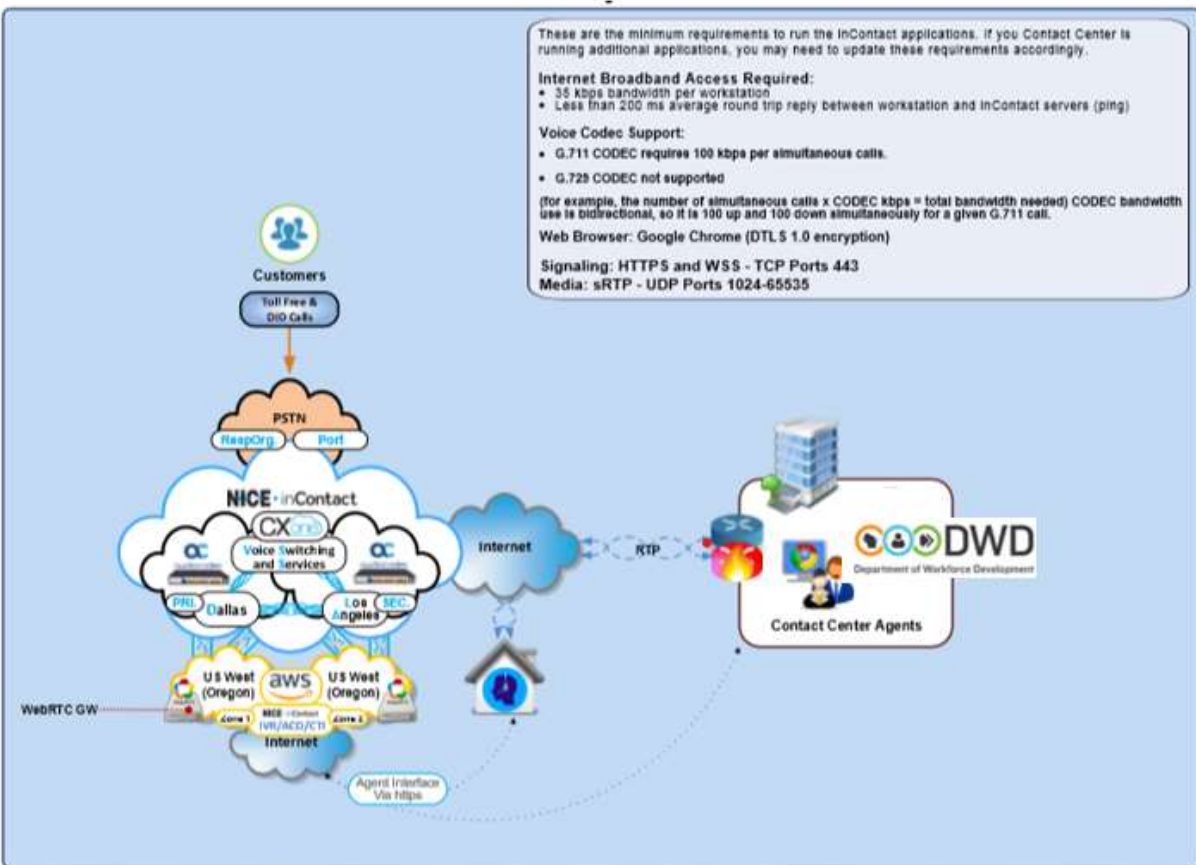 These are the minimum requirements to run the inContact applications. If you Contact Center is
running additional applications, you may need to update these requirements accordingly.
Internet Broadband Access Required:
• 35 kbps bandwidth per workstation
• Less than 200 ms average round trip reply between workstation and inContact servers (ping)
Voice Codec Support:
• G.711 CODEC requires 100 kbps per simultaneous calls.
• G.729 CODEC not supported
(for example, the number of simultaneous calls x CODEC kbps = total bandwidth needed) CODEC bandwidth
use is bidirectional, so it is 100 up and 100 down simultaneously for a given G.711 call.
Web Browser: Google Chrome (DTLS 1.0 encryption)
Signaling: HTTPS and WSS - TCP Ports 443
Media: sRTP - UDP Ports 1024-65535
Customers
Toll Free &
DID Calls
PSTN
RespOrg.
Port
NICE inContact
CXone
Voice Switching
and Services
PRI.
Dallas
Los
Angeles
SEC.
Internet
RTP
DWD
Department of Workforce Development
Contact Center Agents
US West
(Oregon)
aws
US West
(Oregon)
WebRTC GW
Zone 1
NICE inContact
IVR/ACD/CTI
Zone 2
Internet
Agent Interface
Via https